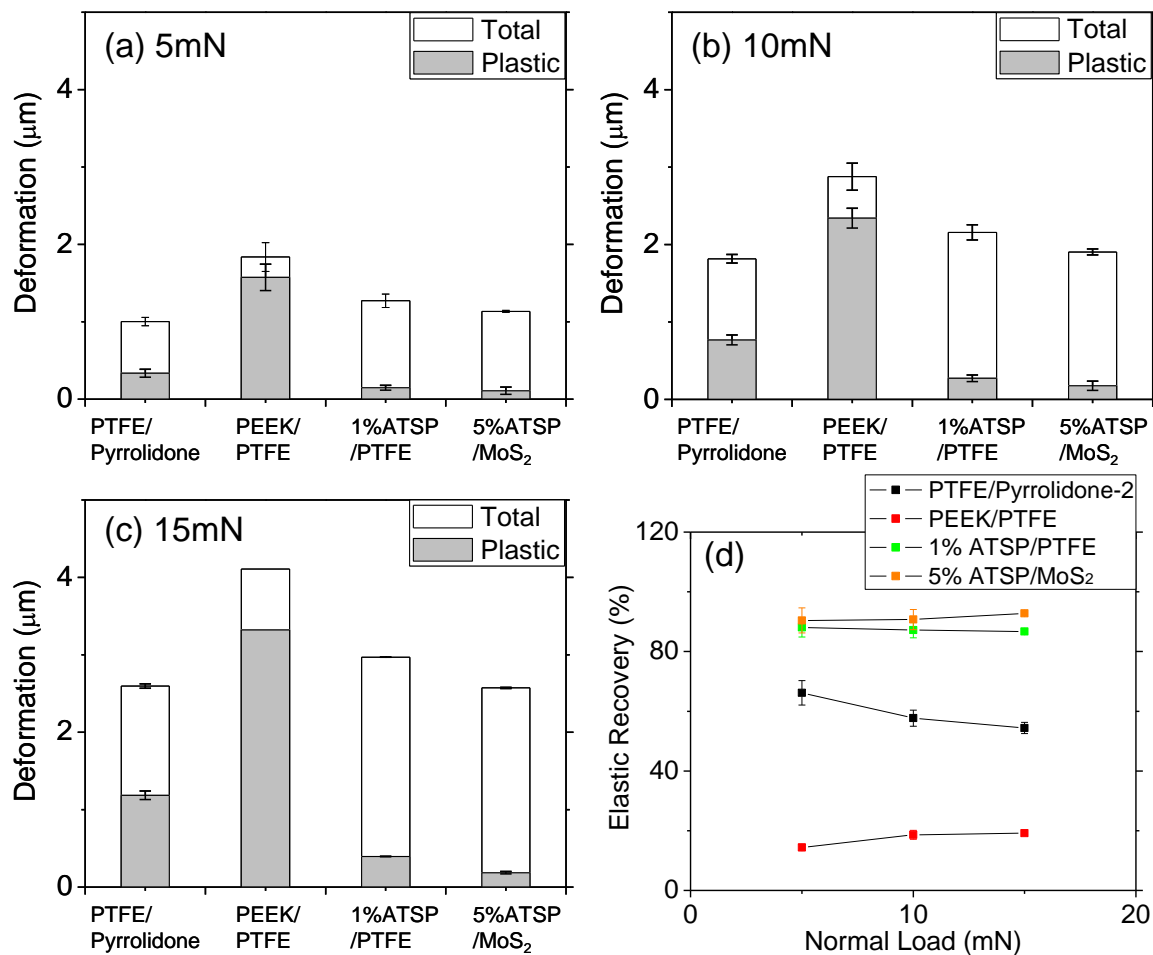 (a) 5mN
Total
Plastic
Deformation (μm)
4
2
0
PTFE/
Pyrrolidone
PEEK/
PTFE
1%ATSP
/PTFE
5%ATSP
/MoS₂
(b) 10mN
Total
Plastic
Deformation (μm)
4
2
0
PTFE/
Pyrrolidone
PEEK/
PTFE
1%ATSP
/PTFE
5%ATSP
/MoS₂
(c) 15mN
Total
Plastic
Deformation (μm)
4
2
0
PTFE/
Pyrrolidone
PEEK/
PTFE
1%ATSP
/PTFE
5%ATSP
/MoS₂
PTFE/Pyrrolidone-2
PEEK/PTFE
1% ATSP/PTFE
5% ATSP/MoS₂
(d)
Elastic Recovery (%)
120
80
40
0
0 10 20
Normal Load (mN)